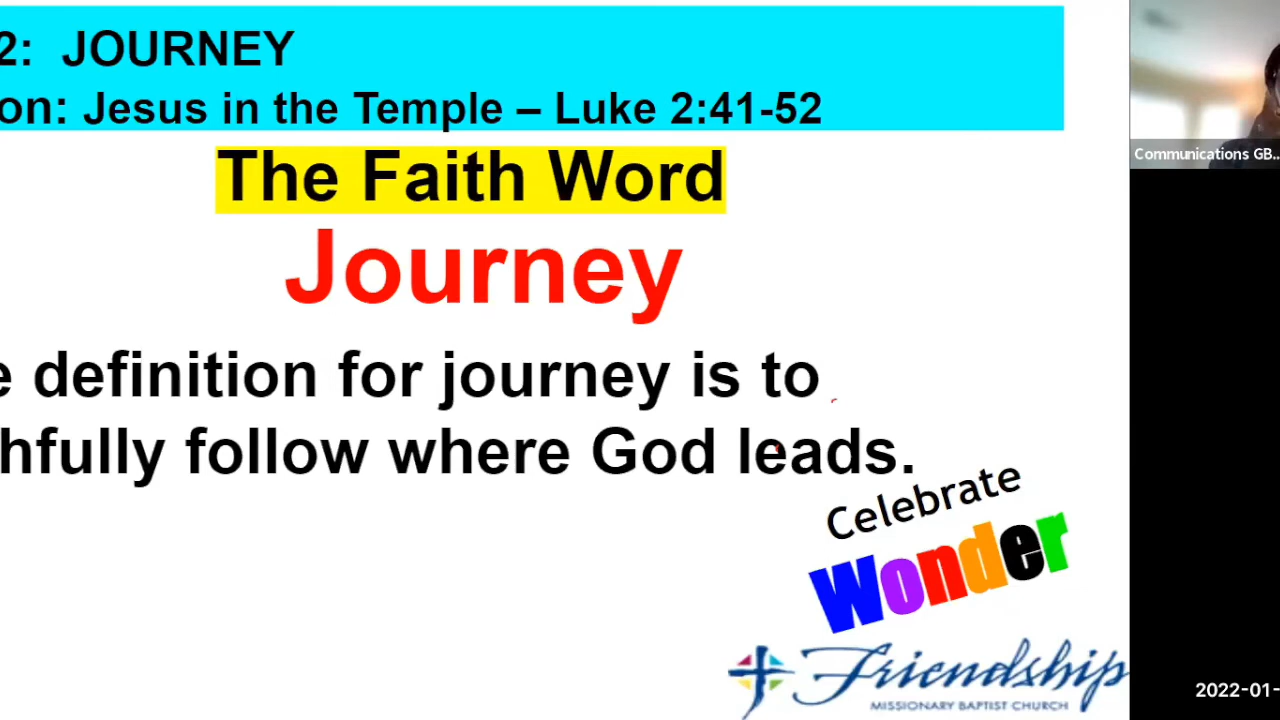 2: JOURNEY
on: Jesus in the Temple – Luke 2:41-52
The Faith Word
Journey
e definition for journey is to
hfully follow where God leads.
Celebrate
Wonder
Friendship
MISSIONARY BAPTIST CHURCH
Communications GB...
2022-01-